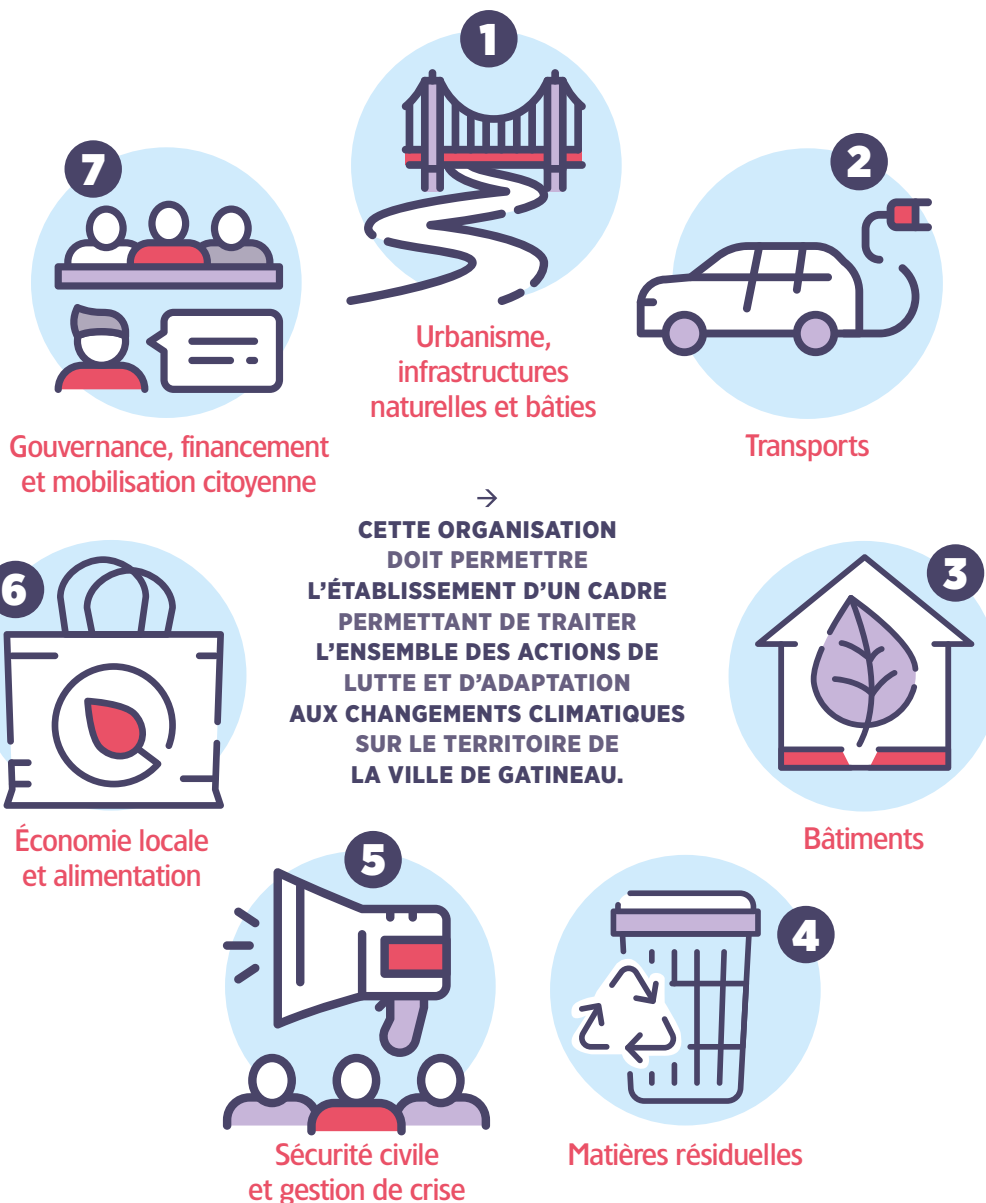 1
Urbanisme,
infrastructures
naturelles et bâties
2
Transports
3
Bâtiments
4
Matières résiduelles
5
Sécurité civile
et gestion de crise
6
Économie locale
et alimentation
7
Gouvernance, financement
et mobilisation citoyenne
→
CETTE ORGANISATION
DOIT PERMETTRE
L'ÉTABLISSEMENT D'UN CADRE
PERMETTANT DE TRAITER
L'ENSEMBLE DES ACTIONS DE
LUTTE ET D'ADAPTATION
AUX CHANGEMENTS CLIMATIQUES
SUR LE TERRITOIRE DE
LA VILLE DE GATINEAU.